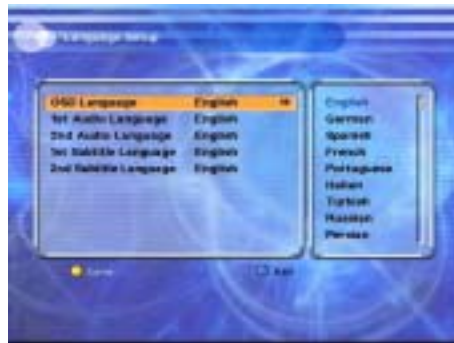 Language Setup
OSD Language English
1st Audio Language English
2nd Audio Language English
1st Subtitle Language English
2nd Subtitle Language English
English
German
Spanish
French
Portuguese
Italian
Turkish
Russian
Persian
Exit